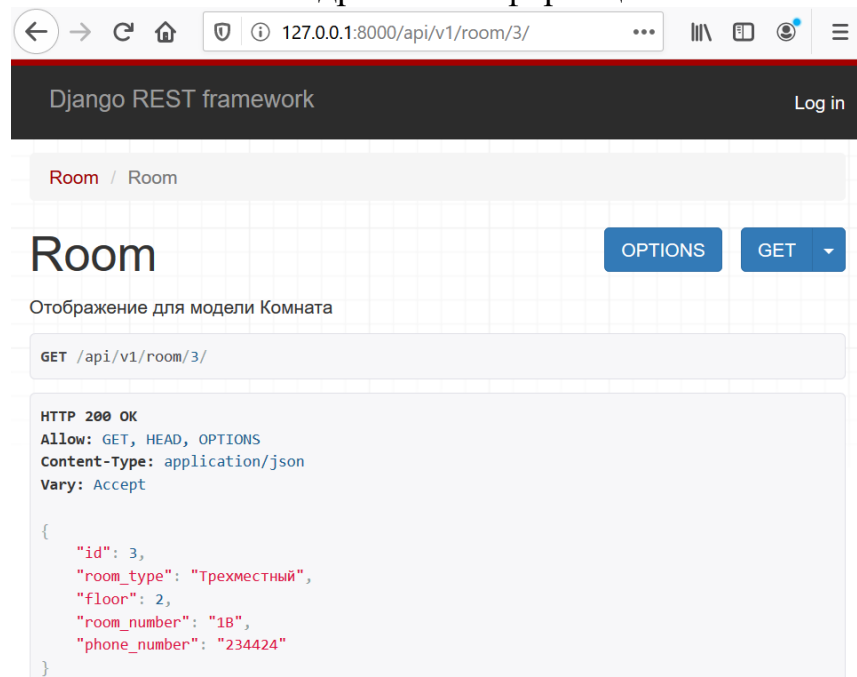 127.0.0.1:8000/api/v1/room/3/
Django REST framework
Log in
Room / Room
Room
OPTIONS
GET
Отображение для модели Комната
GET /api/v1/room/3/
HTTP 200 OK
Allow: GET, HEAD, OPTIONS
Content-Type: application/json
Vary: Accept
{
"id": 3,
"room_type": "Трехместный",
"floor": 2,
"room_number": "1В",
"phone_number": "234424"
}